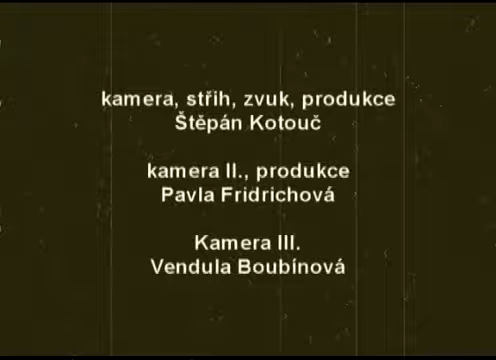 kamera, střih, zvuk, produkce
Štěpán Kotouč
kamera II., produkce
Pavla Fridrichová
Kamera III.
Vendula Boubínová